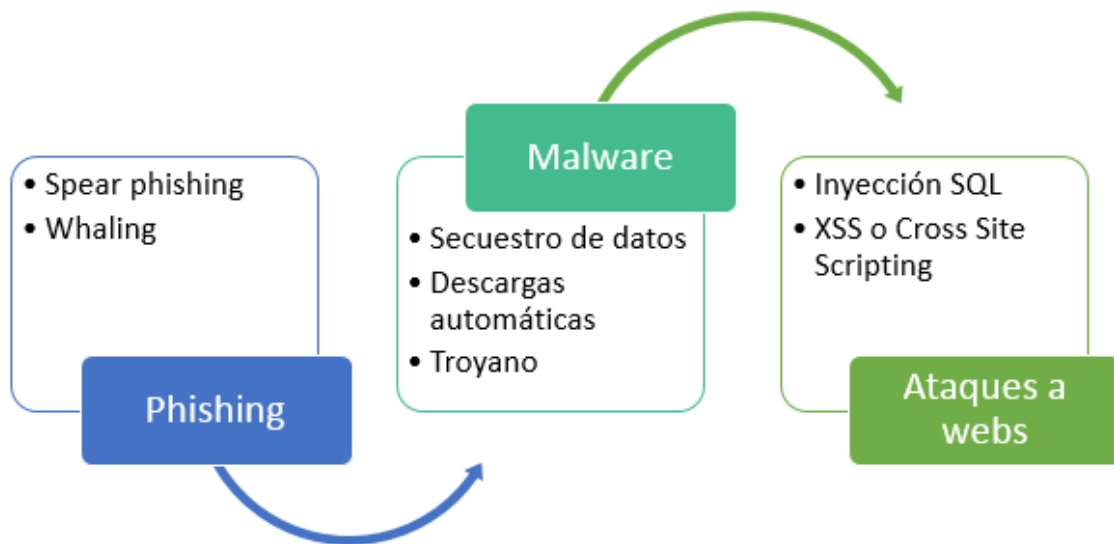 • Spear phishing
• Whaling
Phishing
Malware
• Secuestro de datos
• Descargas
automáticas
• Troyano
• Inyección SQL
• XSS o Cross Site
Scripting
Ataques a
webs